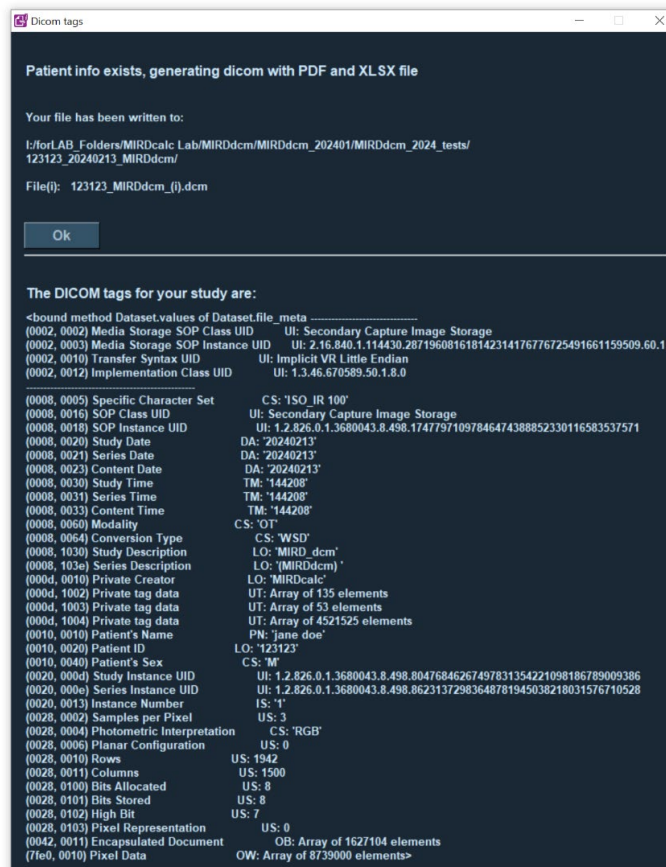 Dicom tags
Patient info exists, generating dicom with PDF and XLSX file
Your file has been written to:
I:/forLAB_Folders/MIRDcalc Lab/MIRDdcm/MIRDdcm_202401/MIRDdcm_2024_tests/
123123_20240213_MIRDdcm/
File(i): 123123_MIRDdcm_(i).dcm
Ok
The DICOM tags for your study are:
<bound method Dataset.values of Dataset.file_meta -------------------------------
(0002, 0002) Media Storage SOP Class UID UI: Secondary Capture Image Storage
(0002, 0003) Media Storage SOP Instance UID UI: 2.16.840.1.114430.287196081618142314176776725491661159509.60.1
(0002, 0010) Transfer Syntax UID UI: Implicit VR Little Endian
(0002, 0012) Implementation Class UID UI: 1.3.46.670589.50.1.8.0
-------------------------------------------------
(0008, 0005) Specific Character Set CS: 'ISO_IR 100'
(0008, 0016) SOP Class UID UI: Secondary Capture Image Storage
(0008, 0018) SOP Instance UID UI: 1.2.826.0.1.3680043.8.498.17477971097846474388852330116583537571
(0008, 0020) Study Date DA: '20240213'
(0008, 0021) Series Date DA: '20240213'
(0008, 0023) Content Date DA: '20240213'
(0008, 0030) Study Time TM: '144208'
(0008, 0031) Series Time TM: '144208'
(0008, 0033) Content Time TM: '144208'
(0008, 0060) Modality CS: 'OT'
(0008, 0064) Conversion Type CS: 'WSD'
(0008, 1030) Study Description LO: 'MIRD_dcm'
(0008, 103e) Series Description LO: '(MIRDdcm) '
(000d, 0010) Private Creator LO: 'MIRDcalc'
(000d, 1002) Private tag data UT: Array of 135 elements
(000d, 1003) Private tag data UT: Array of 53 elements
(000d, 1004) Private tag data UT: Array of 4521525 elements
(0010, 0010) Patient's Name PN: 'jane doe'
(0010, 0020) Patient ID LO: '123123'
(0010, 0040) Patient's Sex CS: 'M'
(0020, 000d) Study Instance UID UI: 1.2.826.0.1.3680043.8.498.80476846267497831354221098186789009386
(0020, 000e) Series Instance UID UI: 1.2.826.0.1.3680043.8.498.86231372983648781945038218031576710528
(0020, 0013) Instance Number IS: '1'
(0028, 0002) Samples per Pixel US: 3
(0028, 0004) Photometric Interpretation CS: 'RGB'
(0028, 0006) Planar Configuration US: 0
(0028, 0010) Rows US: 1942
(0028, 0011) Columns US: 1500
(0028, 0100) Bits Allocated US: 8
(0028, 0101) Bits Stored US: 8
(0028, 0102) High Bit US: 7
(0028, 0103) Pixel Representation US: 0
(0042, 0011) Encapsulated Document OB: Array of 1627104 elements
(7fe0, 0010) Pixel Data OW: Array of 8739000 elements>